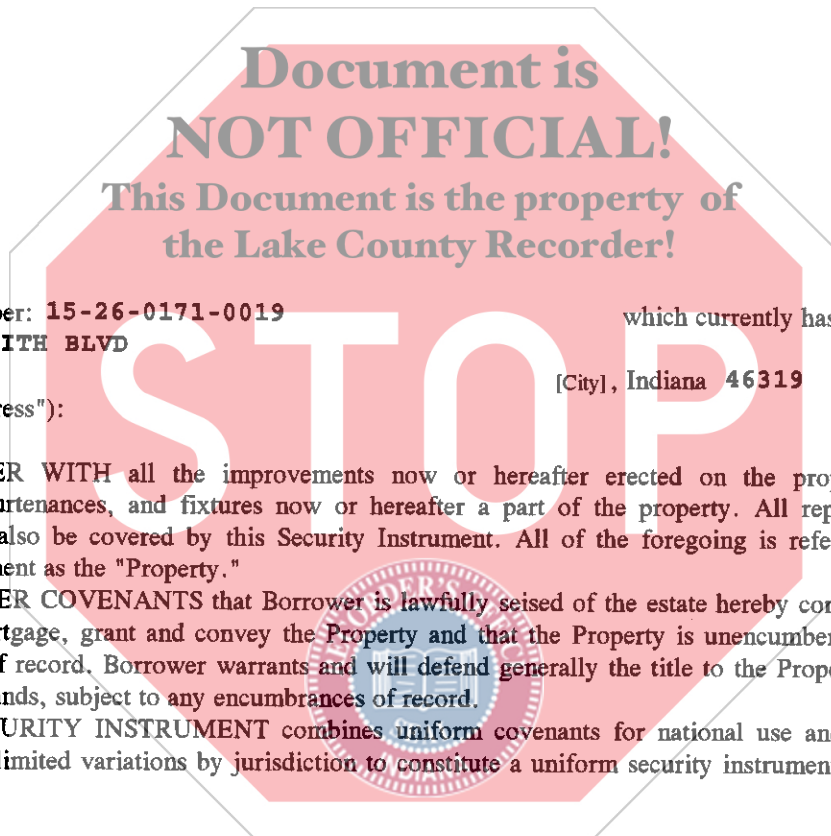 Document is
NOT OFFICIAL!
This Document is the property of
the Lake County Recorder!
STOP
ber: 15-26-0171-0019 which currently has
ITH BLVD
[City], Indiana 46319
ress"):
ER WITH all the improvements now or hereafter erected on the prop
urtenances, and fixtures now or hereafter a part of the property. All rep
also be covered by this Security Instrument. All of the foregoing is refe
ment as the "Property."
ER COVENANTS that Borrower is lawfully seised of the estate hereby con
rtgage, grant and convey the Property and that the Property is unencumber
f record. Borrower warrants and will defend generally the title to the Prope
nds, subject to any encumbrances of record.
URITY INSTRUMENT combines uniform covenants for national use and
limited variations by jurisdiction to constitute a uniform security instrument